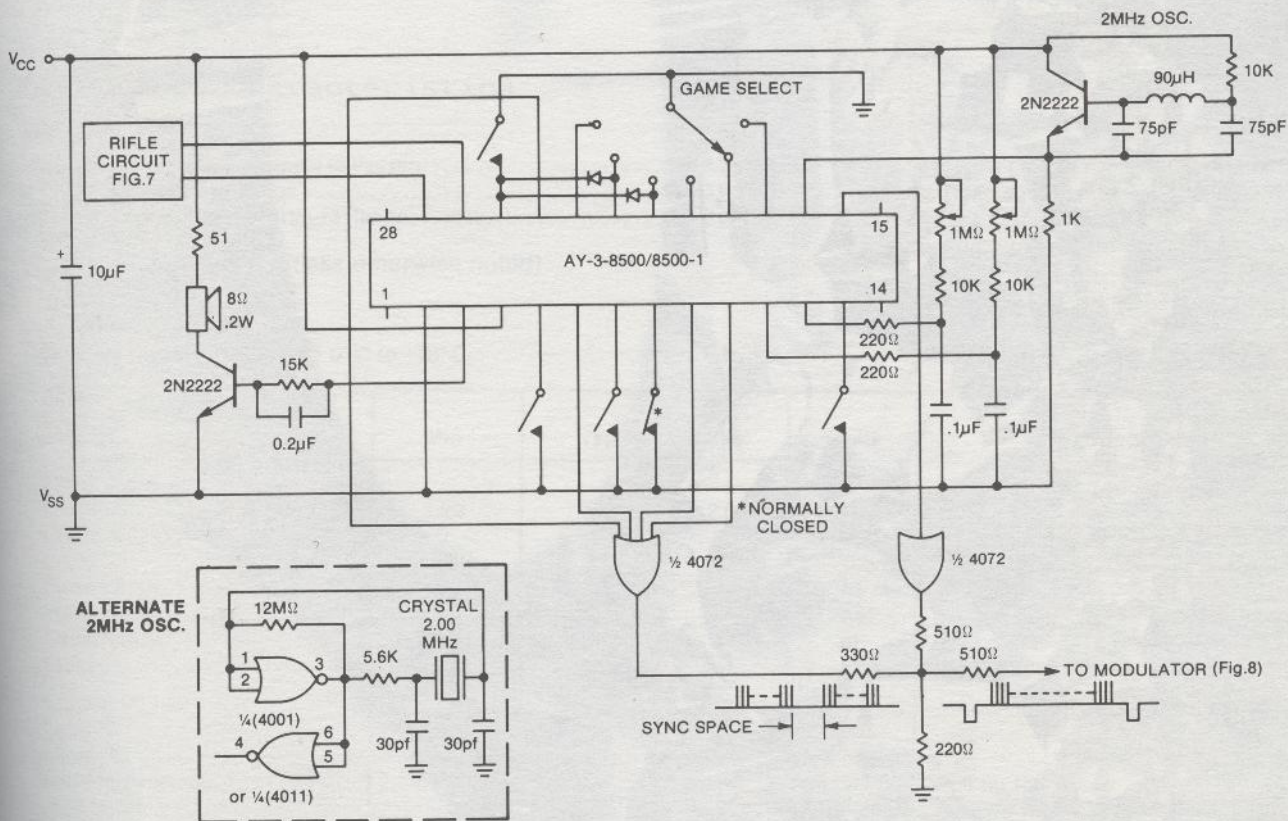 2MHz OSC.
VCC
10K
90μH
GAME SELECT
2N2222
75pF
75pF
RIFLE
CIRCUIT
FIG.7
28
15
51
1MΩ
1MΩ
1K
AY-3-8500/8500-1
+
10μF
1
14
10K
10K
8Ω
.2W
220Ω
15K
220Ω
2N2222
*
.1μF
.1μF
0.2μF
VSS
*NORMALLY
CLOSED
½ 4072
½ 4072
ALTERNATE
2MHz OSC.
12MΩ
CRYSTAL
2.00
MHz
510Ω
5.6K
330Ω
510Ω
1
2
3
TO MODULATOR (Fig.8)
¼(4001)
SYNC SPACE
4
6
5
30pf
30pf
220Ω
or ¼(4011)